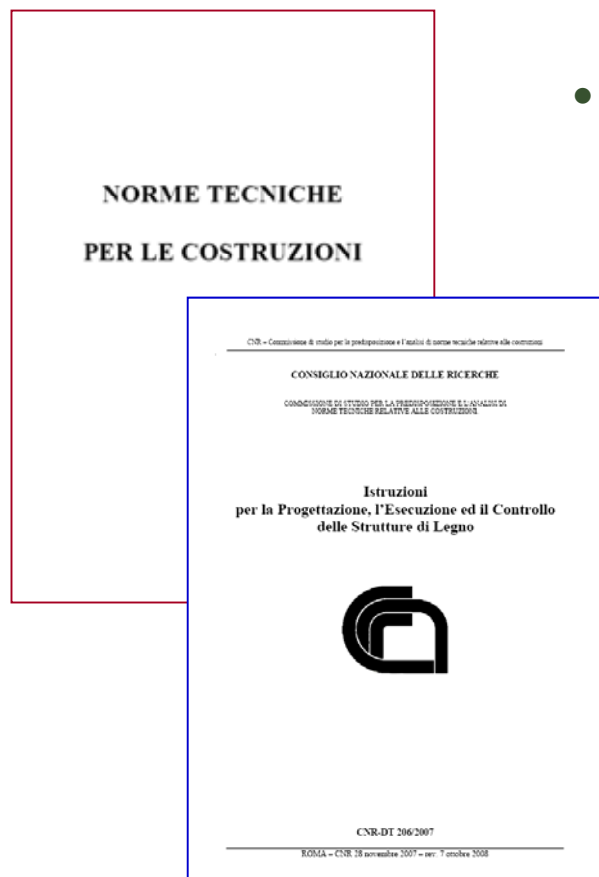 NORME TECNICHE
PER LE COSTRUZIONI
CNR – Commissione di studio per la predisposizione e l'analisi di norme tecniche relative alle costruzioni
CONSIGLIO NAZIONALE DELLE RICERCHE
COMMISSIONE DI STUDIO PER LA PREDISPOSIZIONE E L'ANALISI DI
NORME TECNICHE RELATIVE ALLE COSTRUZIONI
Istruzioni
per la Progettazione, l'Esecuzione ed il Controllo
delle Strutture di Legno
CNR-DT 206/2007
ROMA – CNR 28 novembre 2007 – rev. 7 ottobre 2008